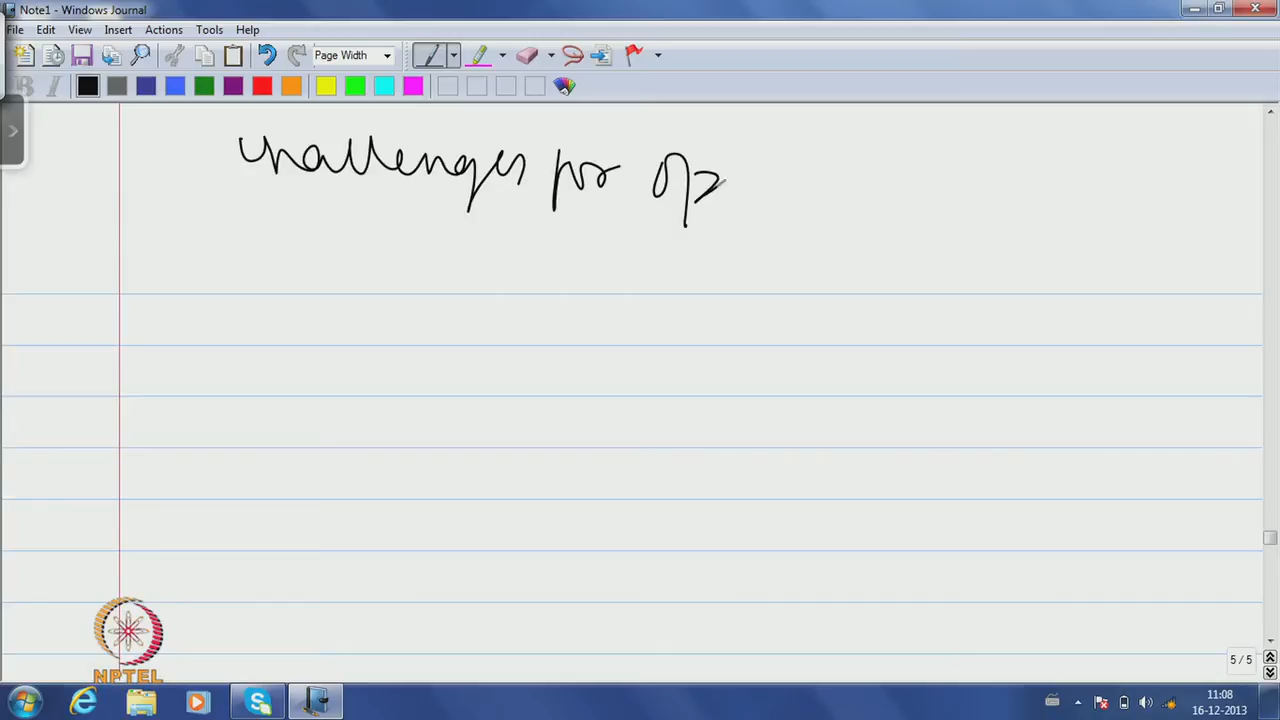 Note1 - Windows Journal
File Edit View Insert Actions Tools Help
Page Width
B I
challenges for
5 / 5
NPTEL
11:08
16-12-2013